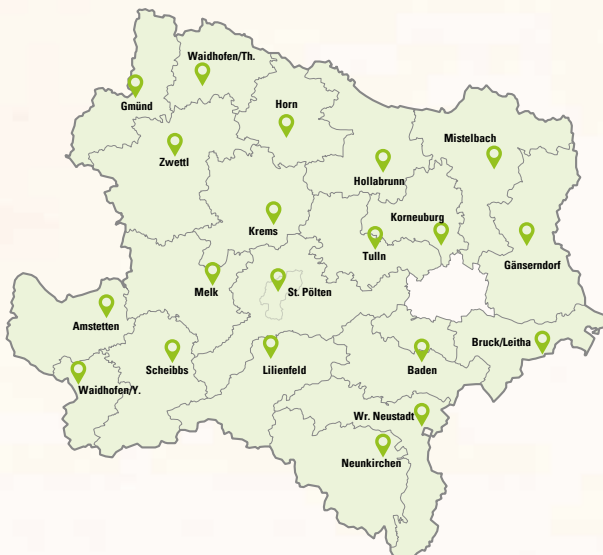 Waidhofen/Th.
Gmünd
Horn
Mistelbach
Zwettl
Hollabrunn
Korneuburg
Krems
Tulln
Gänserndorf
Melk
St. Pölten
Amstetten
Bruck/Leitha
Scheibbs
Lilienfeld
Baden
Waidhofen/Y.
Wr. Neustadt
Neunkirchen